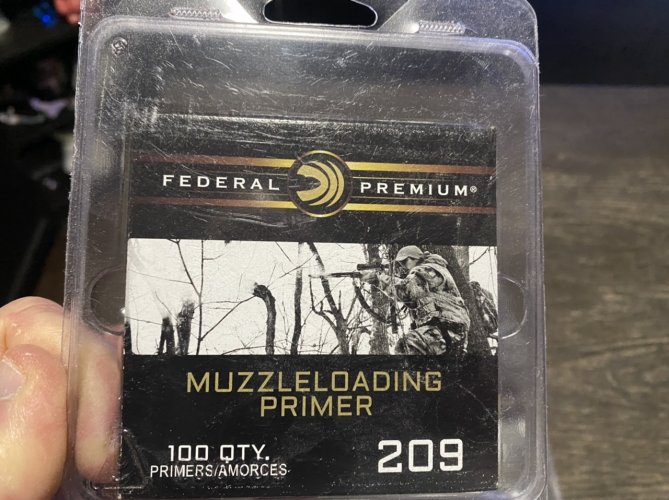 FEDERAL PREMIUM®
MUZZLELOADING
PRIMER
100 QTY. 209
PRIMERS/AMORCES